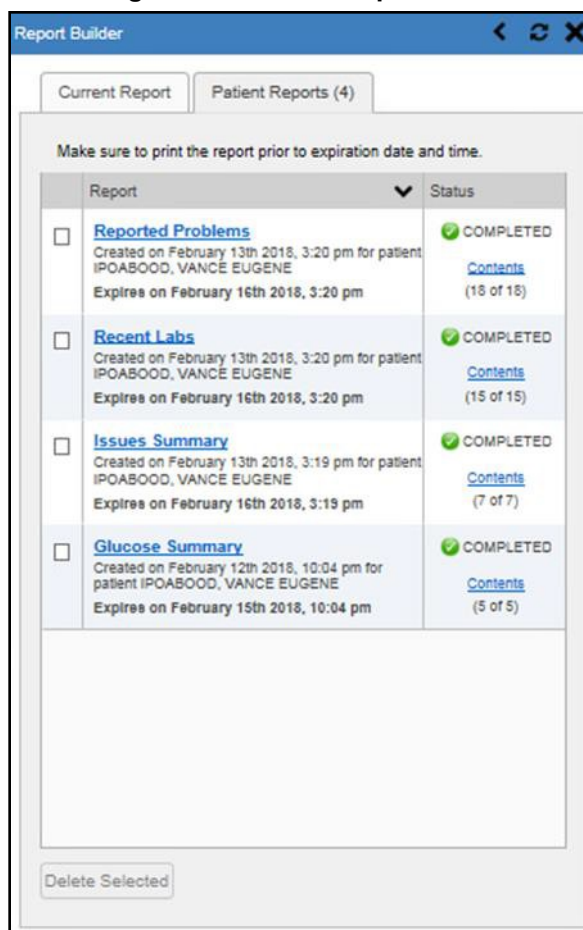 Report Builder
Current Report
Patient Reports (4)
Make sure to print the report prior to expiration date and time.
Report
Status
Reported Problems
Created on February 13th 2018, 3:20 pm for patient
IPOABOOD, VANCE EUGENE
Expires on February 16th 2018, 3:20 pm
COMPLETED
Contents
(18 of 18)
Recent Labs
Created on February 13th 2018, 3:20 pm for patient
IPOABOOD, VANCE EUGENE
Expires on February 16th 2018, 3:20 pm
COMPLETED
Contents
(15 of 15)
Issues Summary
Created on February 13th 2018, 3:19 pm for patient
IPOABOOD, VANCE EUGENE
Expires on February 16th 2018, 3:19 pm
COMPLETED
Contents
(7 of 7)
Glucose Summary
Created on February 12th 2018, 10:04 pm for
patient IPOABOOD, VANCE EUGENE
Expires on February 15th 2018, 10:04 pm
COMPLETED
Contents
(5 of 5)
Delete Selected